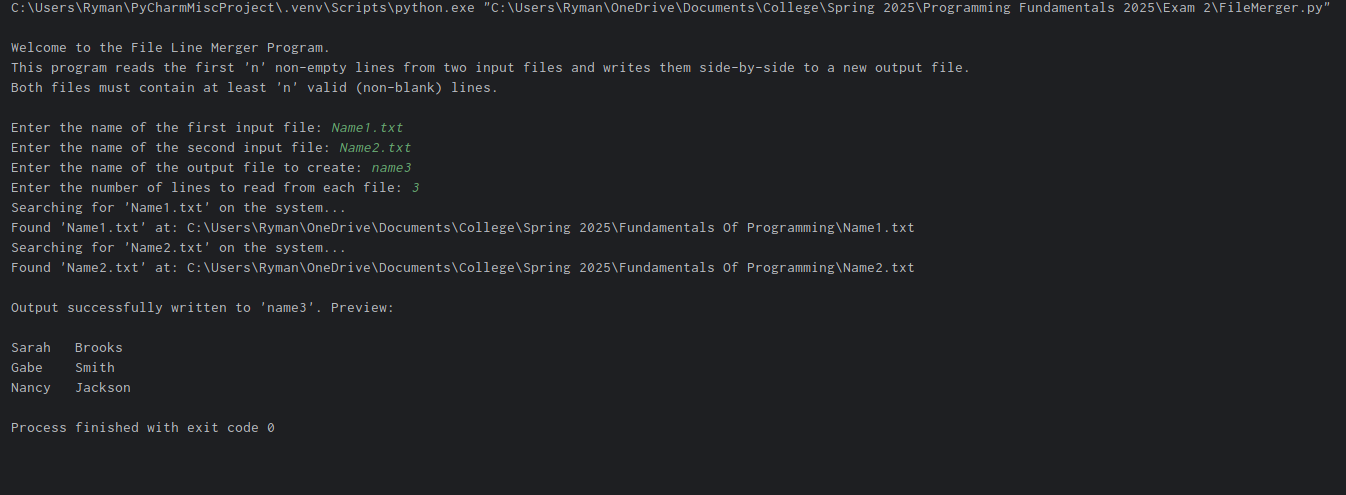 C:\Users\Ryman\PyCharmMiscProject\.venv\Scripts\python.exe "C:\Users\Ryman\OneDrive\Documents\College\Spring 2025\Programming Fundamentals 2025\Exam 2\FileMerger.py"
Welcome to the File Line Merger Program.
This program reads the first 'n' non-empty lines from two input files and writes them side-by-side to a new output file.
Both files must contain at least 'n' valid (non-blank) lines.
Enter the name of the first input file: Name1.txt
Enter the name of the second input file: Name2.txt
Enter the name of the output file to create: name3
Enter the number of lines to read from each file: 3
Searching for 'Name1.txt' on the system...
Found 'Name1.txt' at: C:\Users\Ryman\OneDrive\Documents\College\Spring 2025\Fundamentals Of Programming\Name1.txt
Searching for 'Name2.txt' on the system...
Found 'Name2.txt' at: C:\Users\Ryman\OneDrive\Documents\College\Spring 2025\Fundamentals Of Programming\Name2.txt
Output successfully written to 'name3'. Preview:
Sarah   Brooks
Gabe    Smith
Nancy   Jackson
Process finished with exit code 0